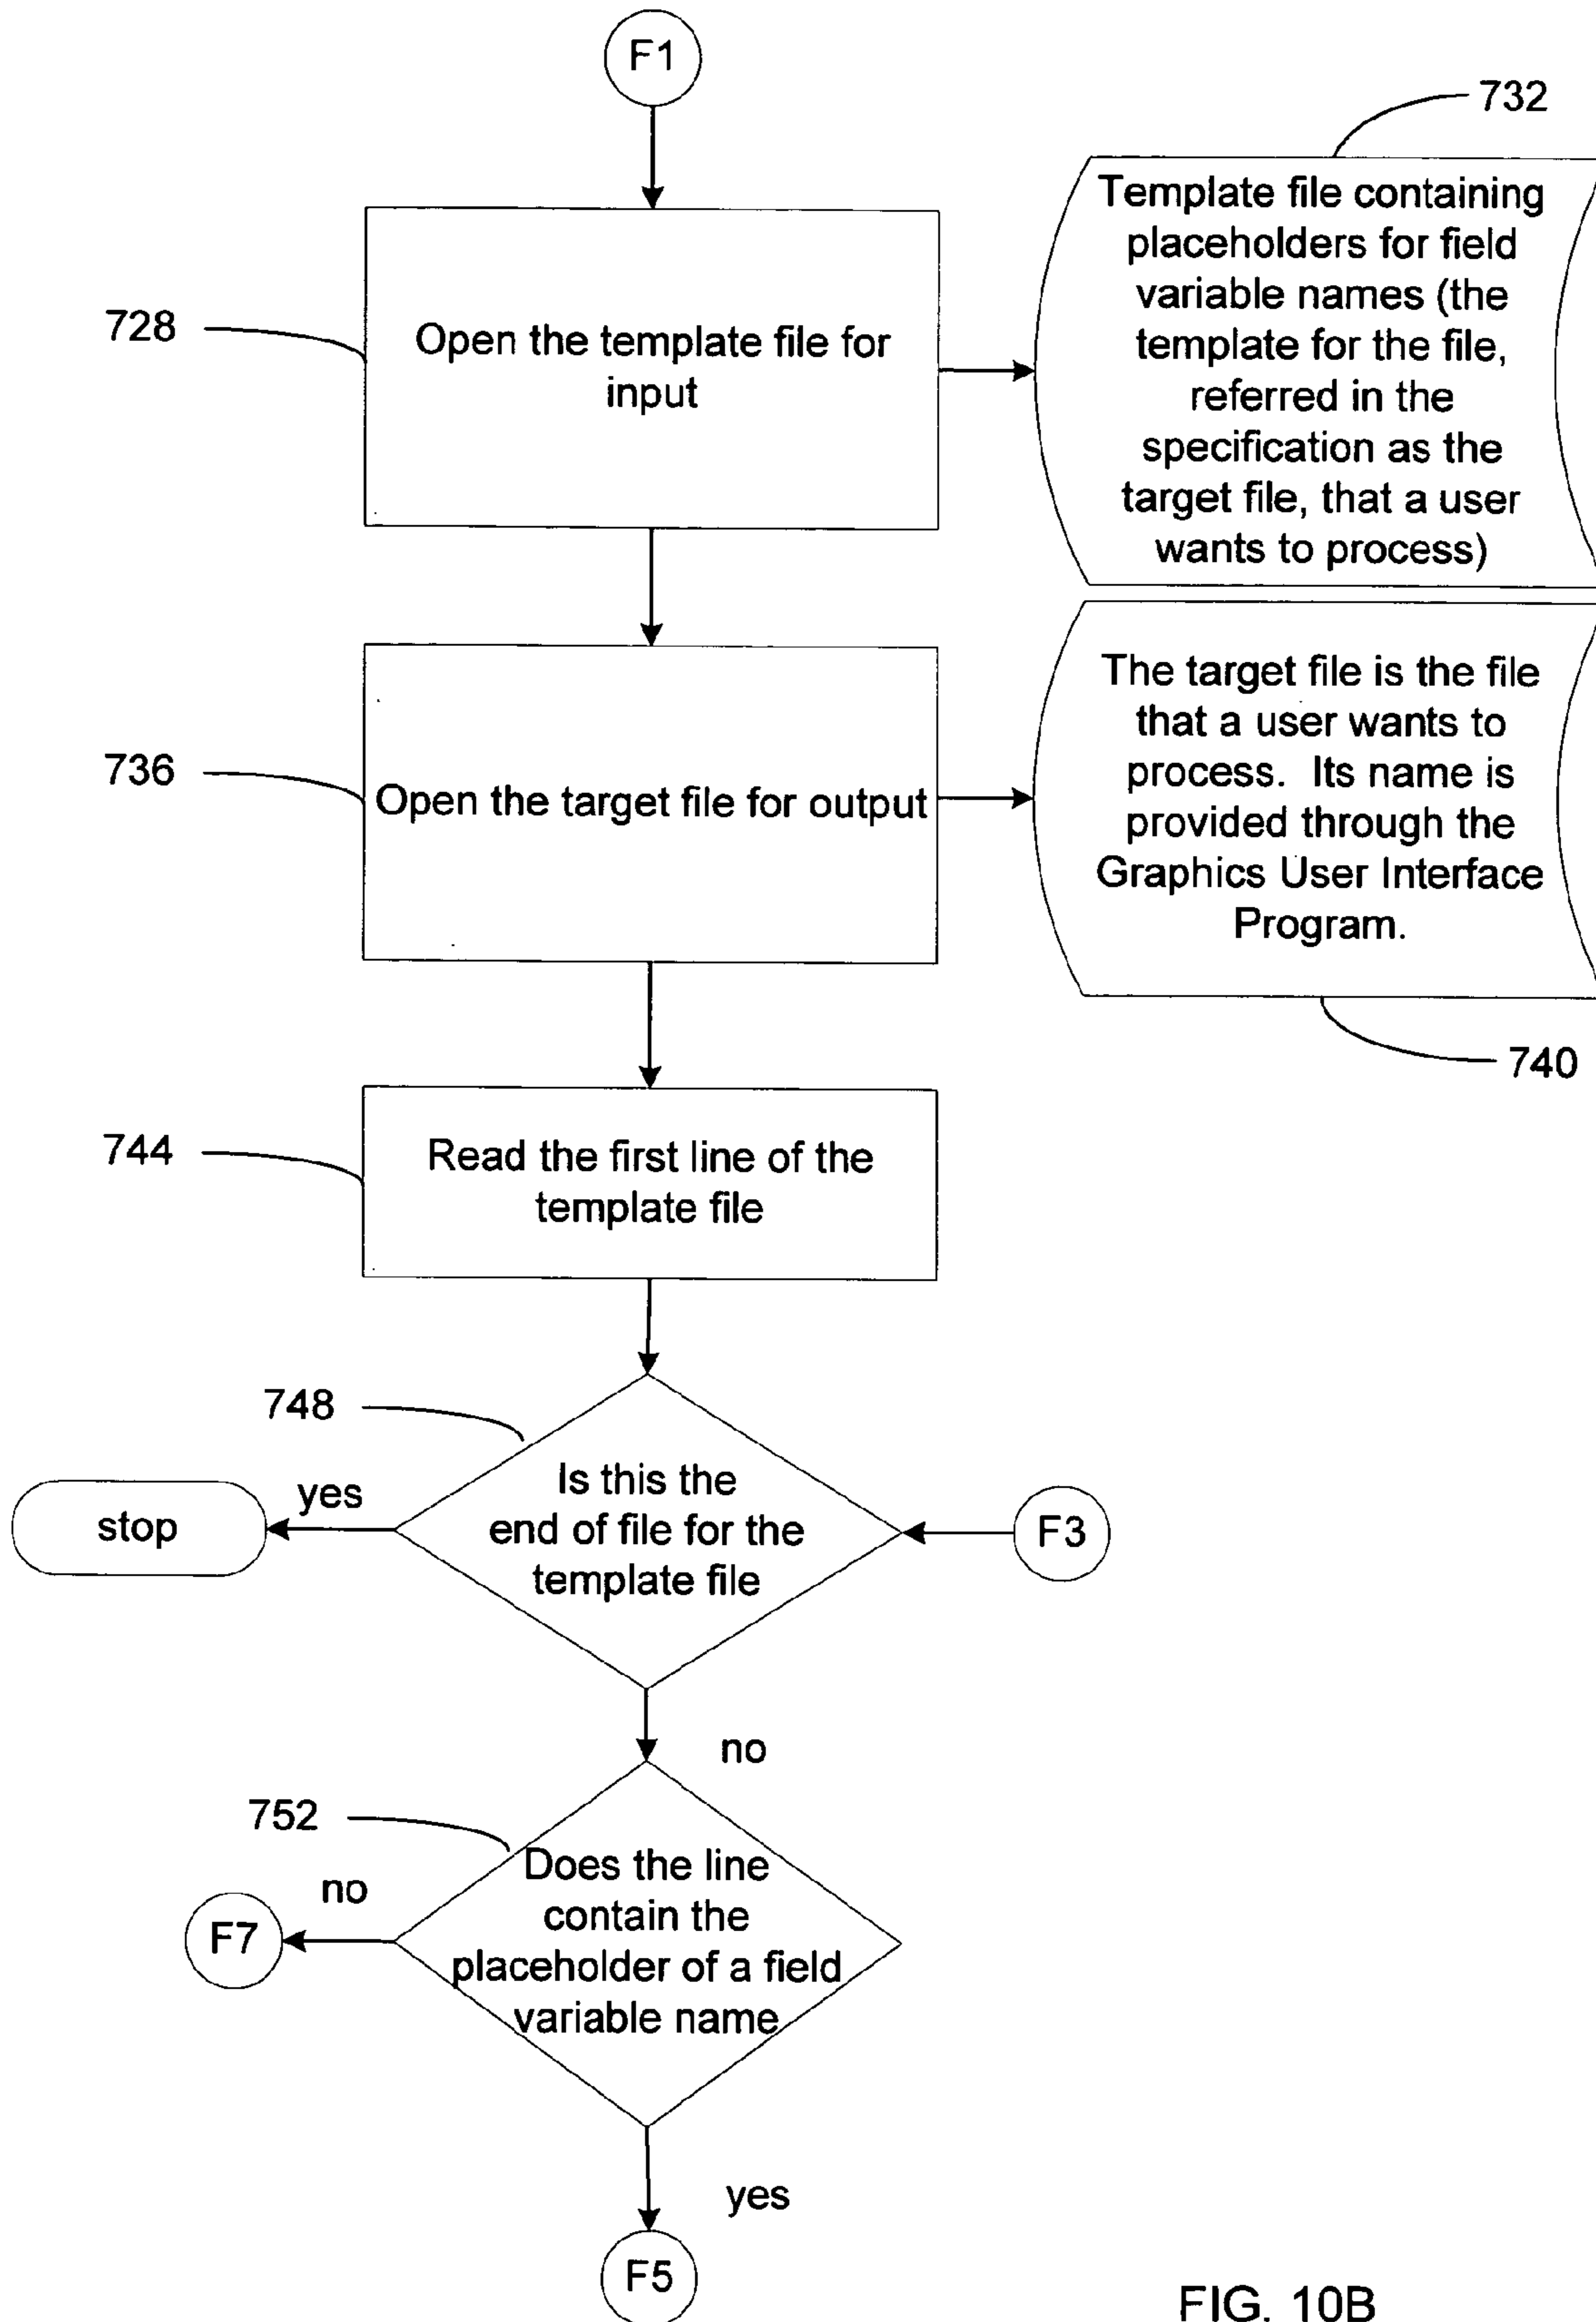 F1
732
Template file containing
placeholders for field
variable names (the
template for the file,
referred in the
specification as the
target file, that a user
wants to process)
728
Open the template file for
input
The target file is the file
that a user wants to
process. Its name is
provided through the
Graphics User Interface
Program.
736
Open the target file for output
740
744
Read the first line of the
template file
748
Is this the
end of file for the
template file
yes
stop
F3
no
752
Does the line
contain the
placeholder of a field
variable name
no
F7
yes
F5
FIG. 10B